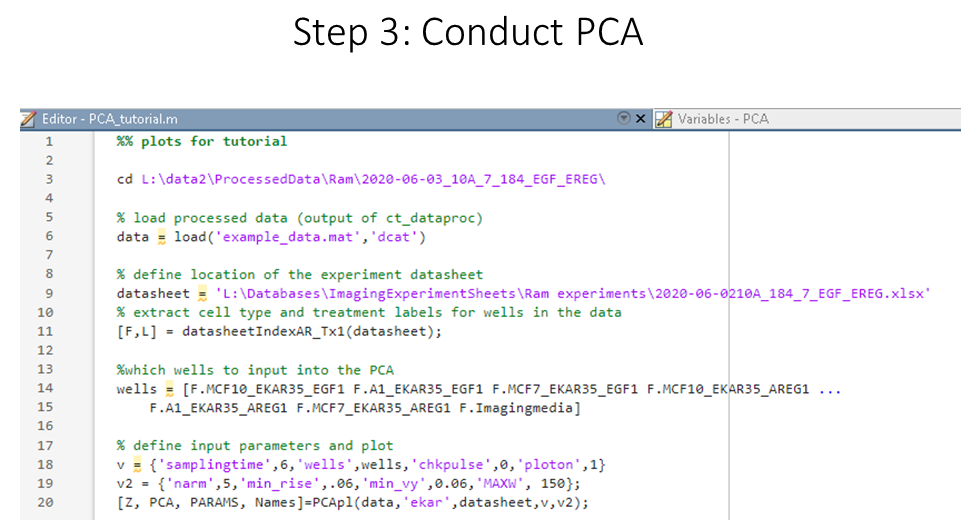 Step 3: Conduct PCA
Editor - PCA_tutorial.m
Variables - PCA
1 %% plots for tutorial
2
3 cd L:\data2\ProcessedData\Ram\2020-06-03_10A_7_184_EGF_EREG\
4
5 % load processed data (output of ct_dataproc)
6 data = load('example_data.mat','dcat')
7
8 % define location of the experiment datasheet
9 datasheet = 'L:\Databases\ImagingExperimentSheets\Ram experiments\2020-06-0210A_184_7_EGF_EREG.xlsx'
10 % extract cell type and treatment labels for wells in the data
11 [F,L] = datasheetIndexAR_Tx1(datasheet);
12
13 %which wells to input into the PCA
14 wells = [F.MCF10_EKAR35_EGF1 F.A1_EKAR35_EGF1 F.MCF7_EKAR35_EGF1 F.MCF10_EKAR35_AREG1 ...
15 F.A1_EKAR35_AREG1 F.MCF7_EKAR35_AREG1 F.Imagingmedia]
16
17 % define input parameters and plot
18 v = {'samplingtime',6,'wells',wells,'chkpulse',0,'ploton',1}
19 v2 = {'narm',5,'min_rise',.06,'min_vy',0.06,'MAXW', 150};
20 [Z, PCA, PARAMS, Names]=PCApl(data,'ekar',datasheet,v,v2);